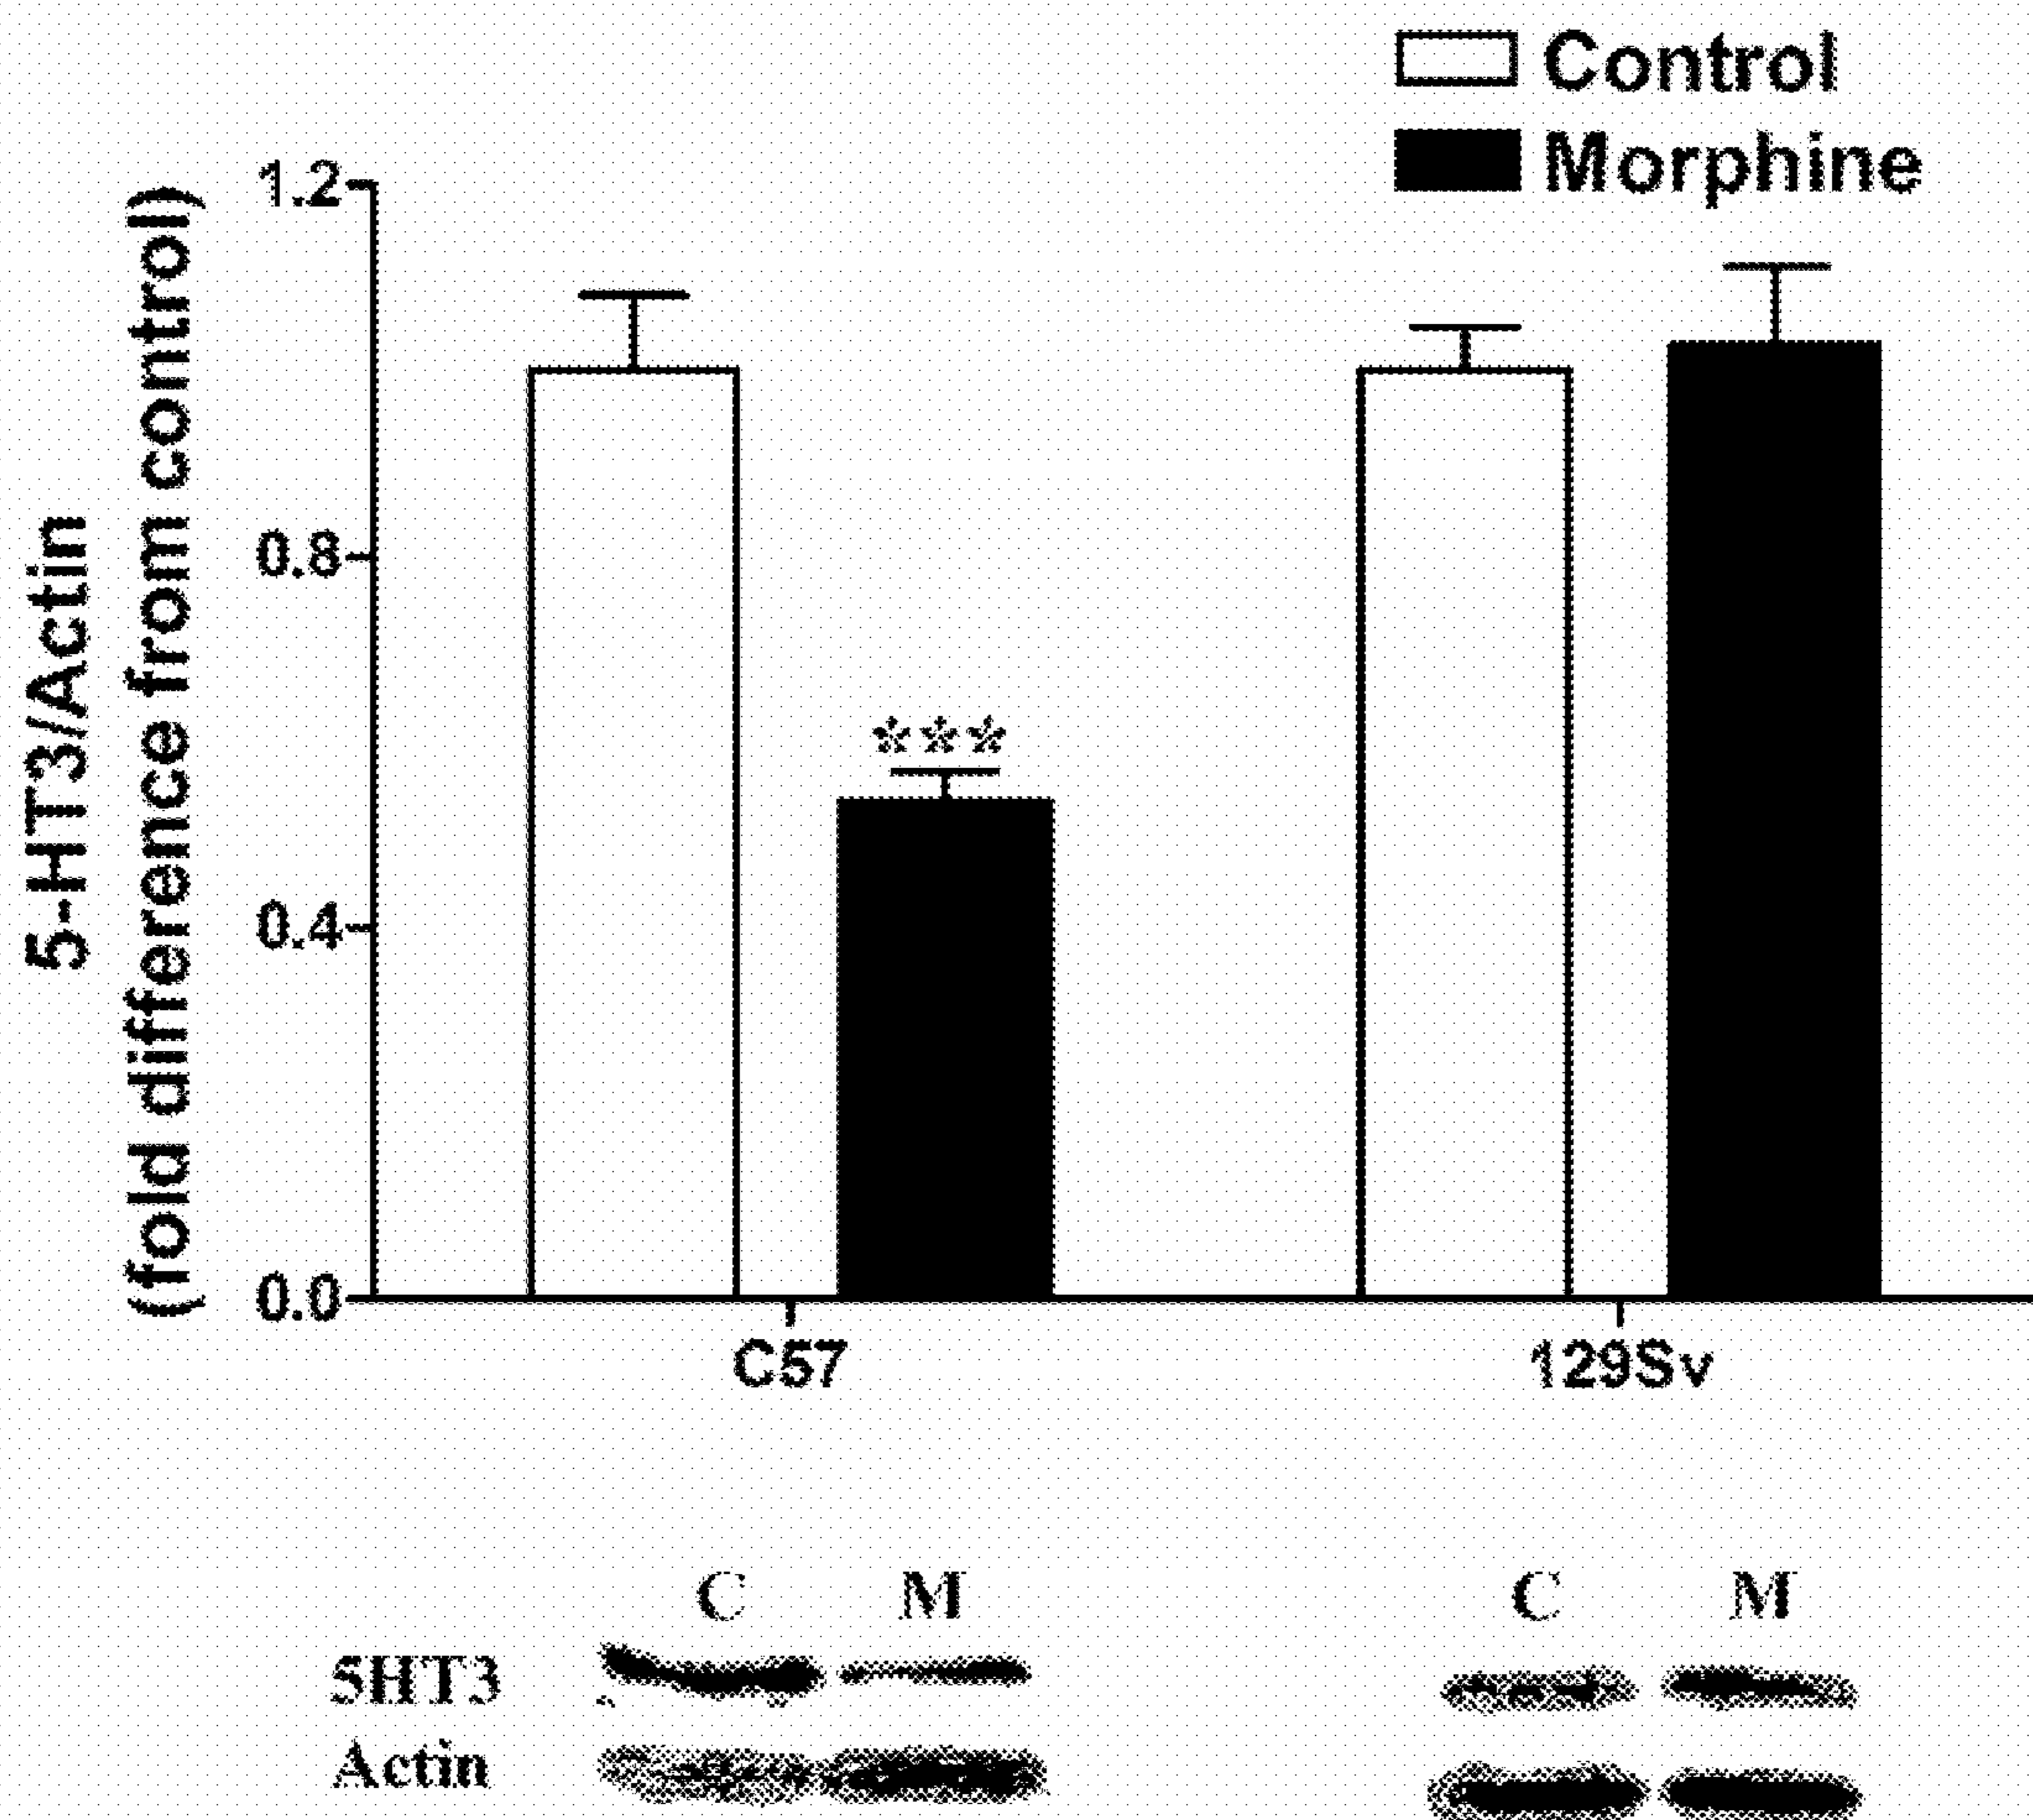 Control
Morphine
5-HT3/Actin
(fold difference from control)
1.2
0.8
0.4
0.0
***
C57
129Sv
C M C M
5HT3
Actin